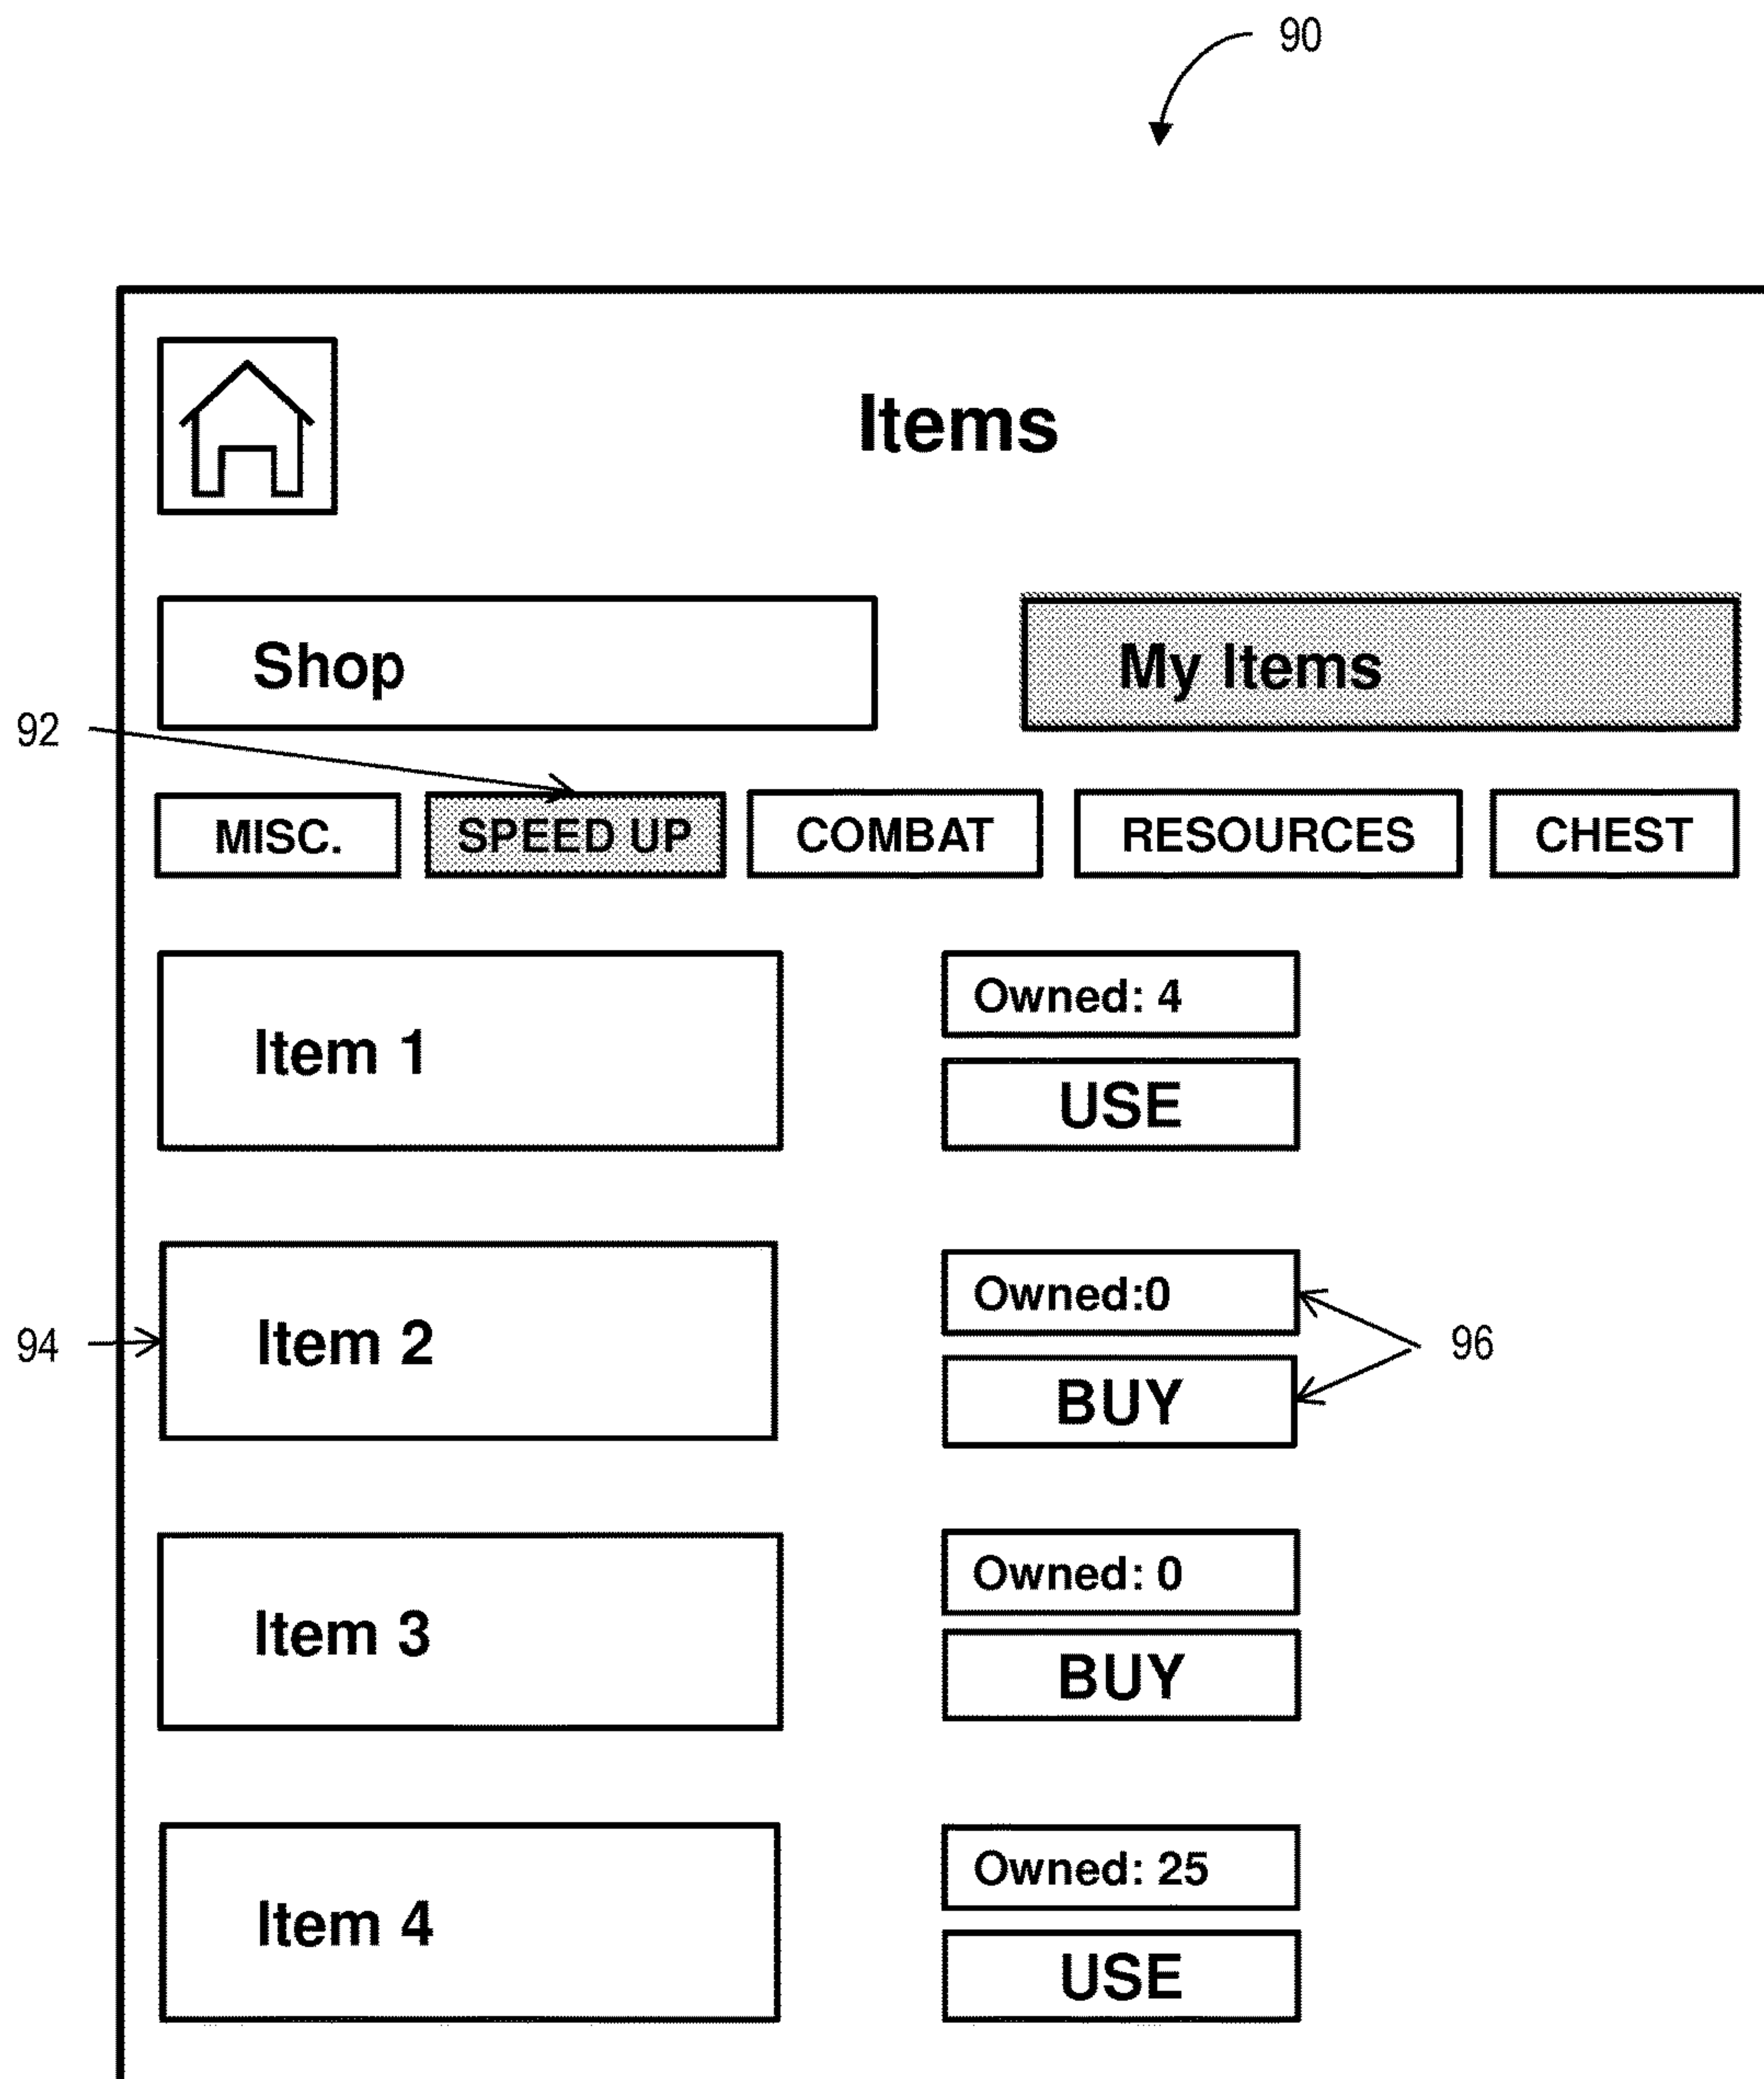 90
Items
Shop
My Items
92
MISC.
SPEED UP
COMBAT
RESOURCES
CHEST
Item 1
Owned: 4
USE
94
Item 2
Owned:0
BUY
96
Item 3
Owned: 0
BUY
Item 4
Owned: 25
USE